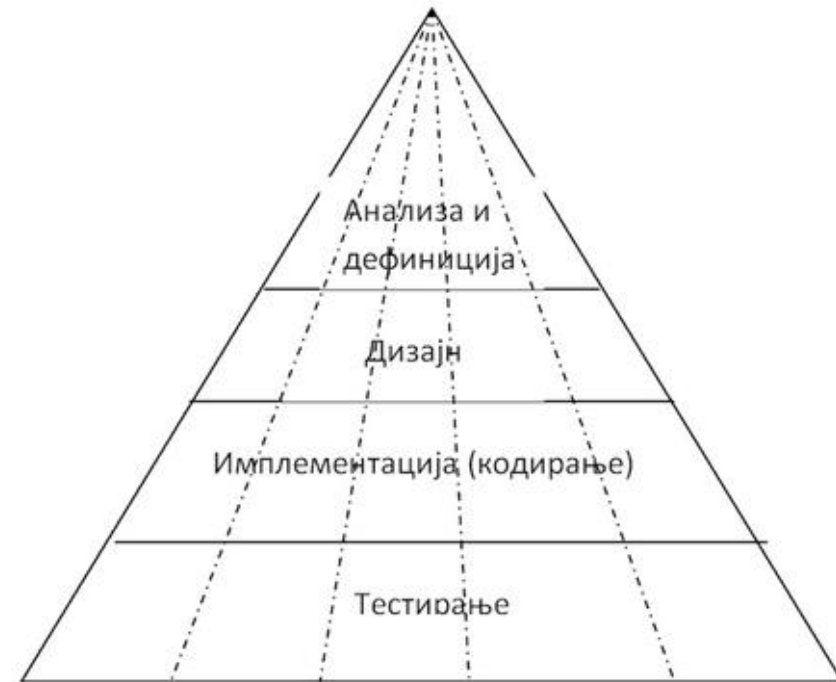 Анализа и
дефиниција
Дизајн
Имплементација (кодирање)
Тестирање